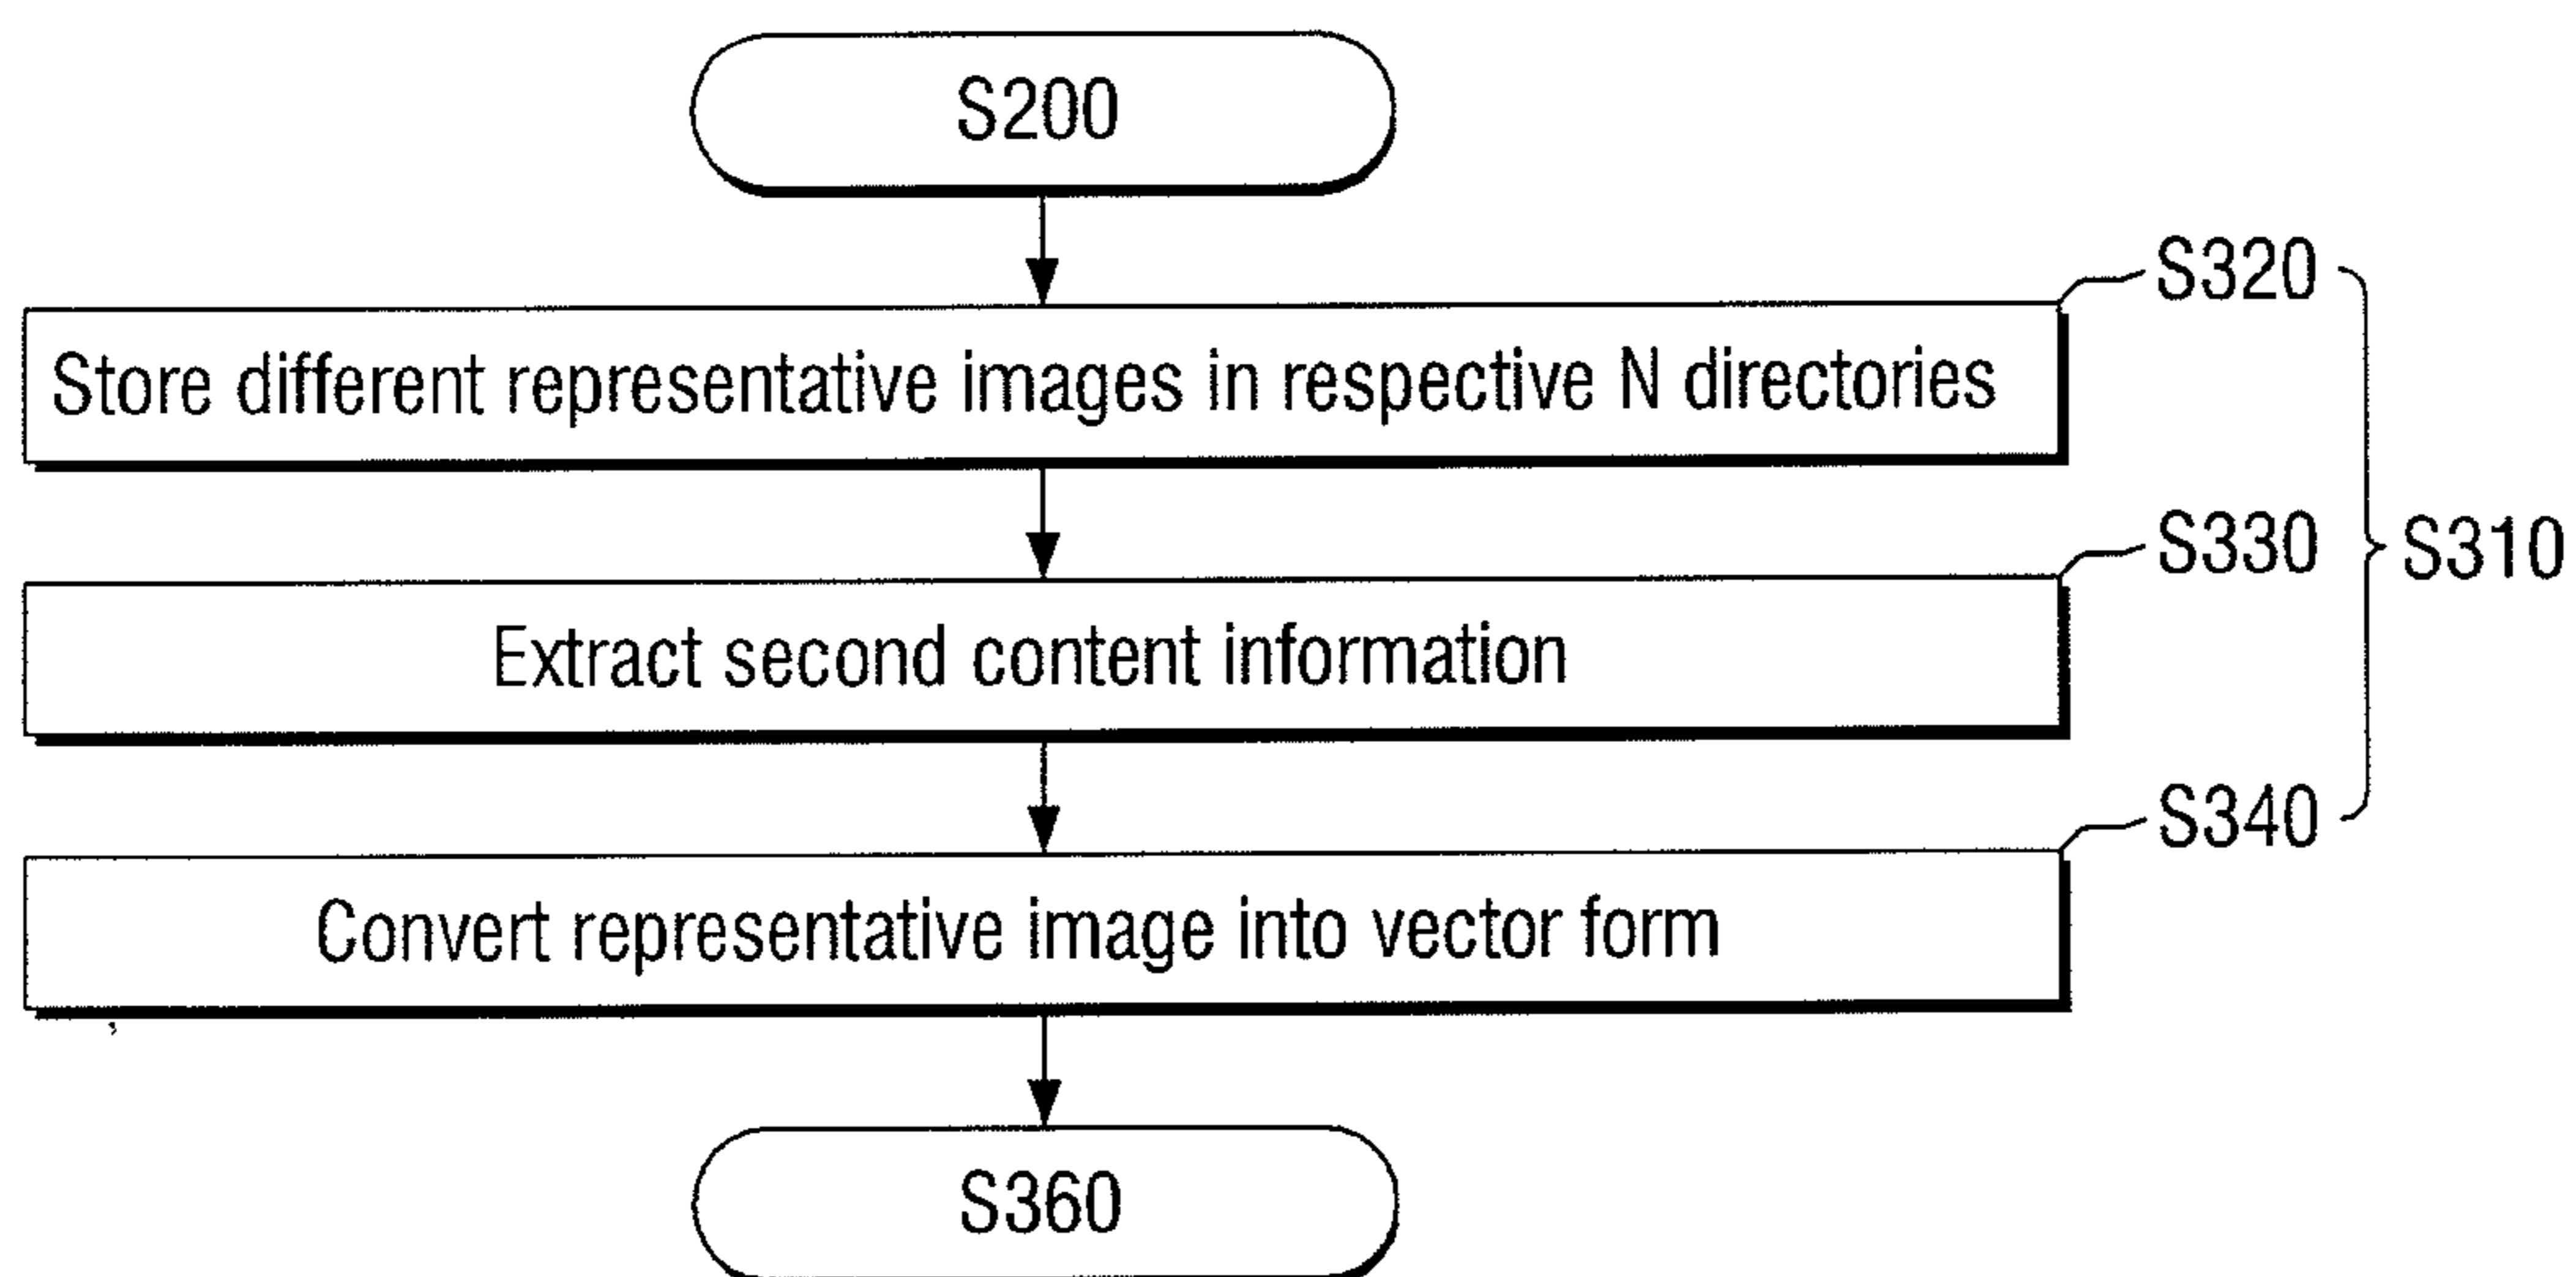 S200
S320
Store different representative images in respective N directories
S330
S310
Extract second content information
S340
Convert representative image into vector form
S360